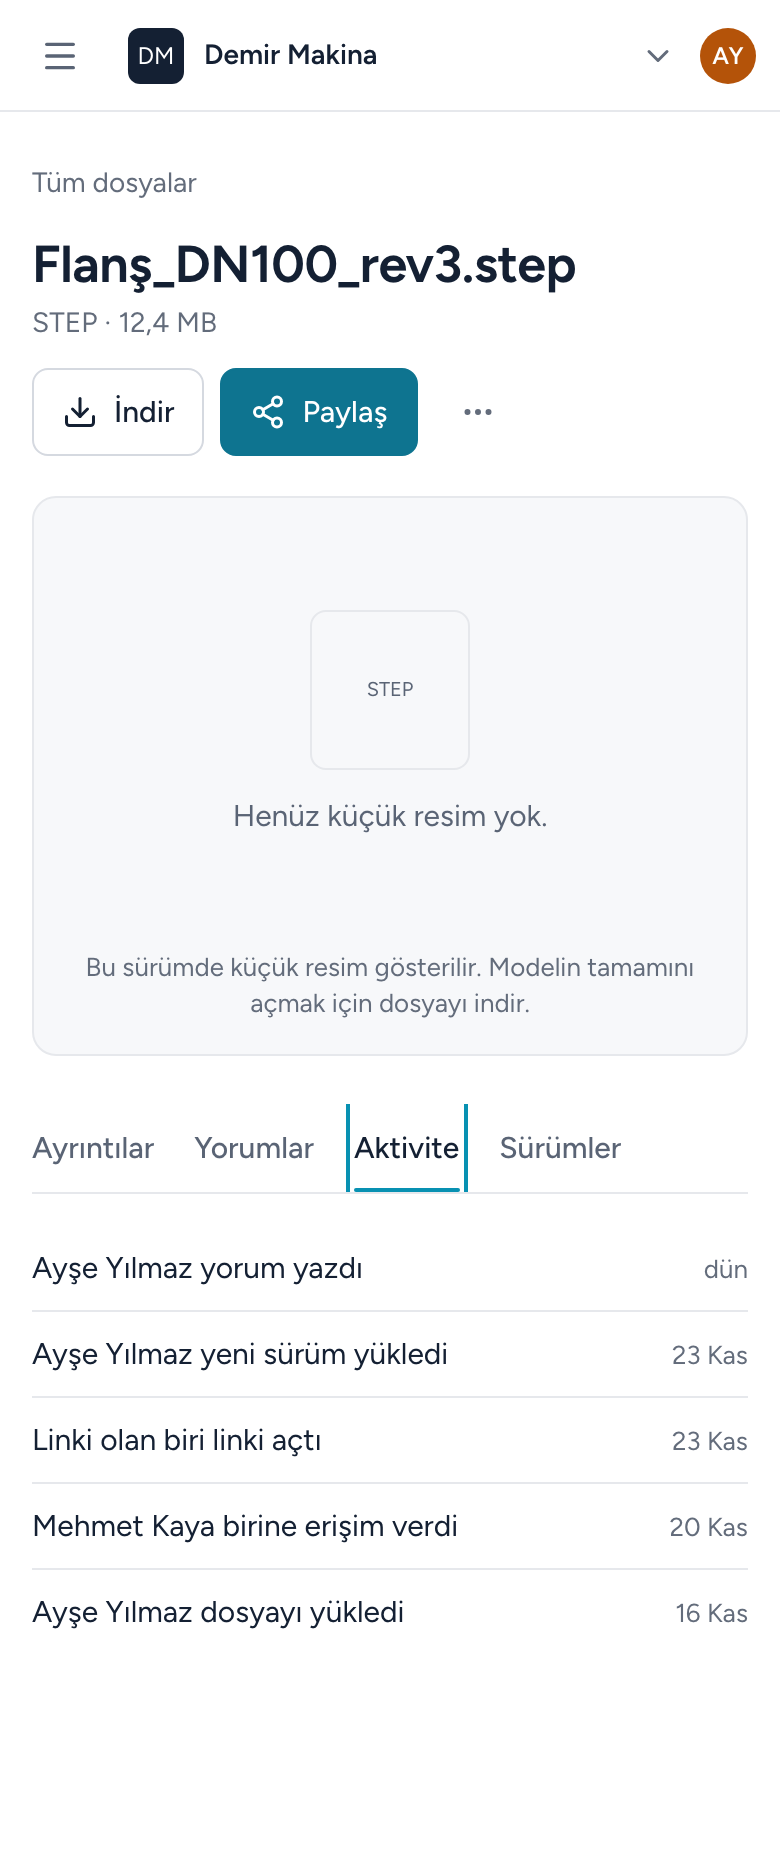 DM Demir Makina AY
Tüm dosyalar
Flanş_DN100_rev3.step
STEP · 12,4 MB
İndir Paylaş
STEP
Henüz küçük resim yok.
Bu sürümde küçük resim gösterilir. Modelin tamamını
açmak için dosyayı indir.
Ayrıntılar Yorumlar Aktivite Sürümler
Ayşe Yılmaz yorum yazdı dün
Ayşe Yılmaz yeni sürüm yükledi 23 Kas
Linki olan biri linki açtı 23 Kas
Mehmet Kaya birine erişim verdi 20 Kas
Ayşe Yılmaz dosyayı yükledi 16 Kas